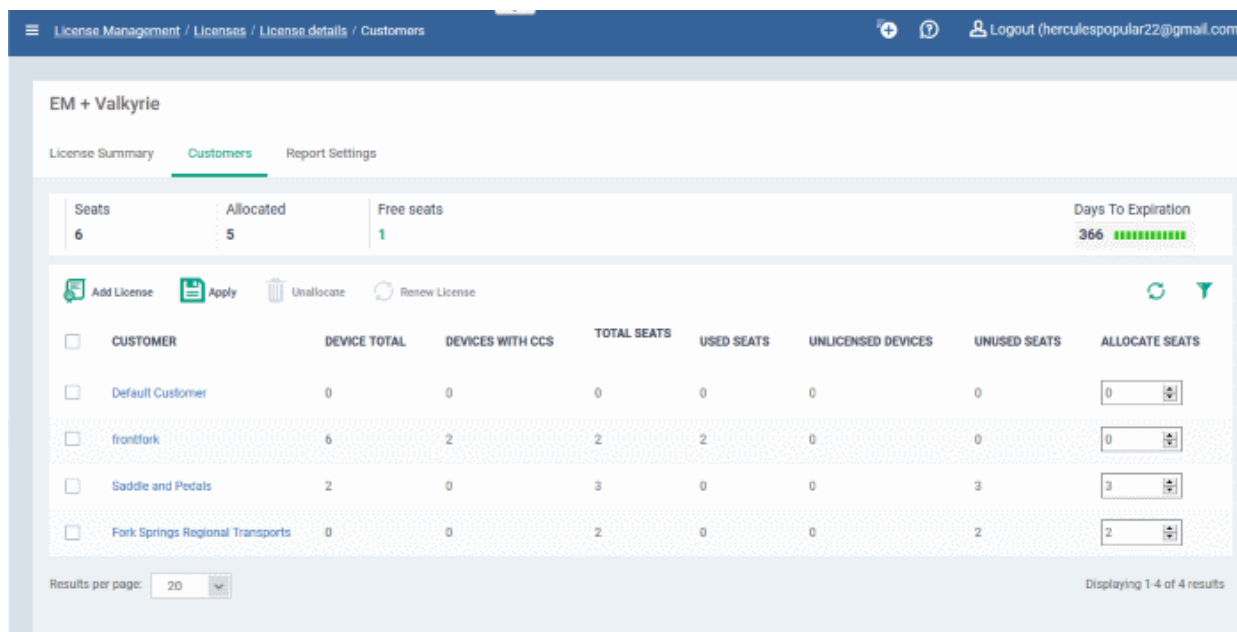 License Management / Licenses / License details / Customers
Logout (herculespopular22@gmail.com
EM + Valkyrie
License Summary Customers Report Settings
Seats Allocated Free seats Days To Expiration
6 5 1 366
Add License Apply Unallocate Renew License
CUSTOMER DEVICE TOTAL DEVICES WITH CCS TOTAL SEATS USED SEATS UNLICENSED DEVICES UNUSED SEATS ALLOCATE SEATS
Default Customer 0 0 0 0 0 0 0
frontfork 6 2 2 2 0 0 0
Saddle and Pedals 2 0 3 0 0 3 3
Fork Springs Regional Transports 0 0 2 0 0 2 2
Results per page: 20 Displaying 1-4 of 4 results